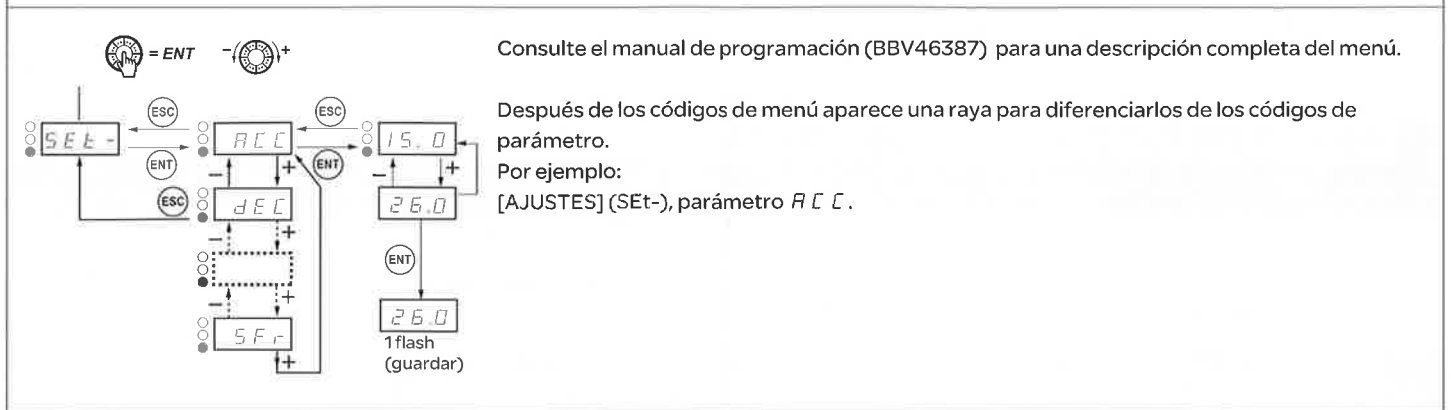 = ENT - +
Consulte el manual de programación (BBV46387) para una descripción completa del menú.
Después de los códigos de menú aparece una raya para diferenciarlos de los códigos de
parámetro.
Por ejemplo:
[AJUSTES] (SEt-), parámetro ACC.
ESC
ESC
SEt-
ACC
15.0
ENT
ENT
- +
- +
ESC
dEC
26.0
- +
ENT
- +
SFr
26.0
+
1 flash
(guardar)